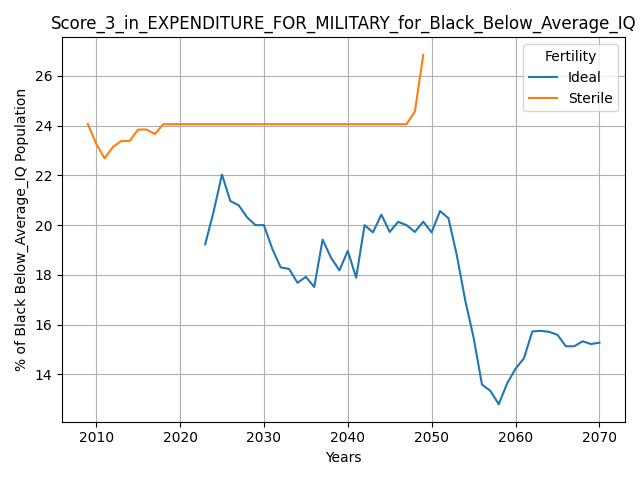 Score_3_in_EXPENDITURE_FOR_MILITARY_for_Black_Below_Average_IQ
% of Black Below_Average_IQ Population
26
24
22
20
18
16
14
Fertility
Ideal
Sterile
2010
2020
2030
2040
2050
2060
2070
Years